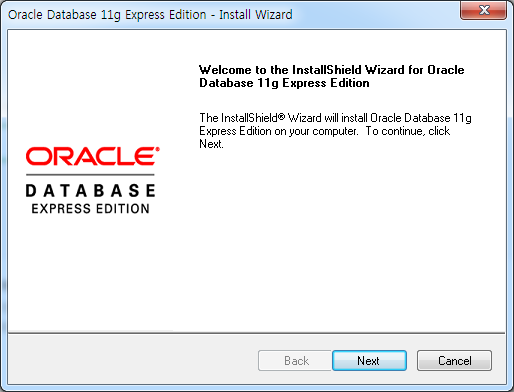 Oracle Database 11g Express Edition - Install Wizard
Welcome to the InstallShield Wizard for Oracle
Database 11g Express Edition
The InstallShield® Wizard will install Oracle Database 11g
Express Edition on your computer. To continue, click
Next.
ORACLE®
DATABASE
EXPRESS EDITION
Back
Next
Cancel